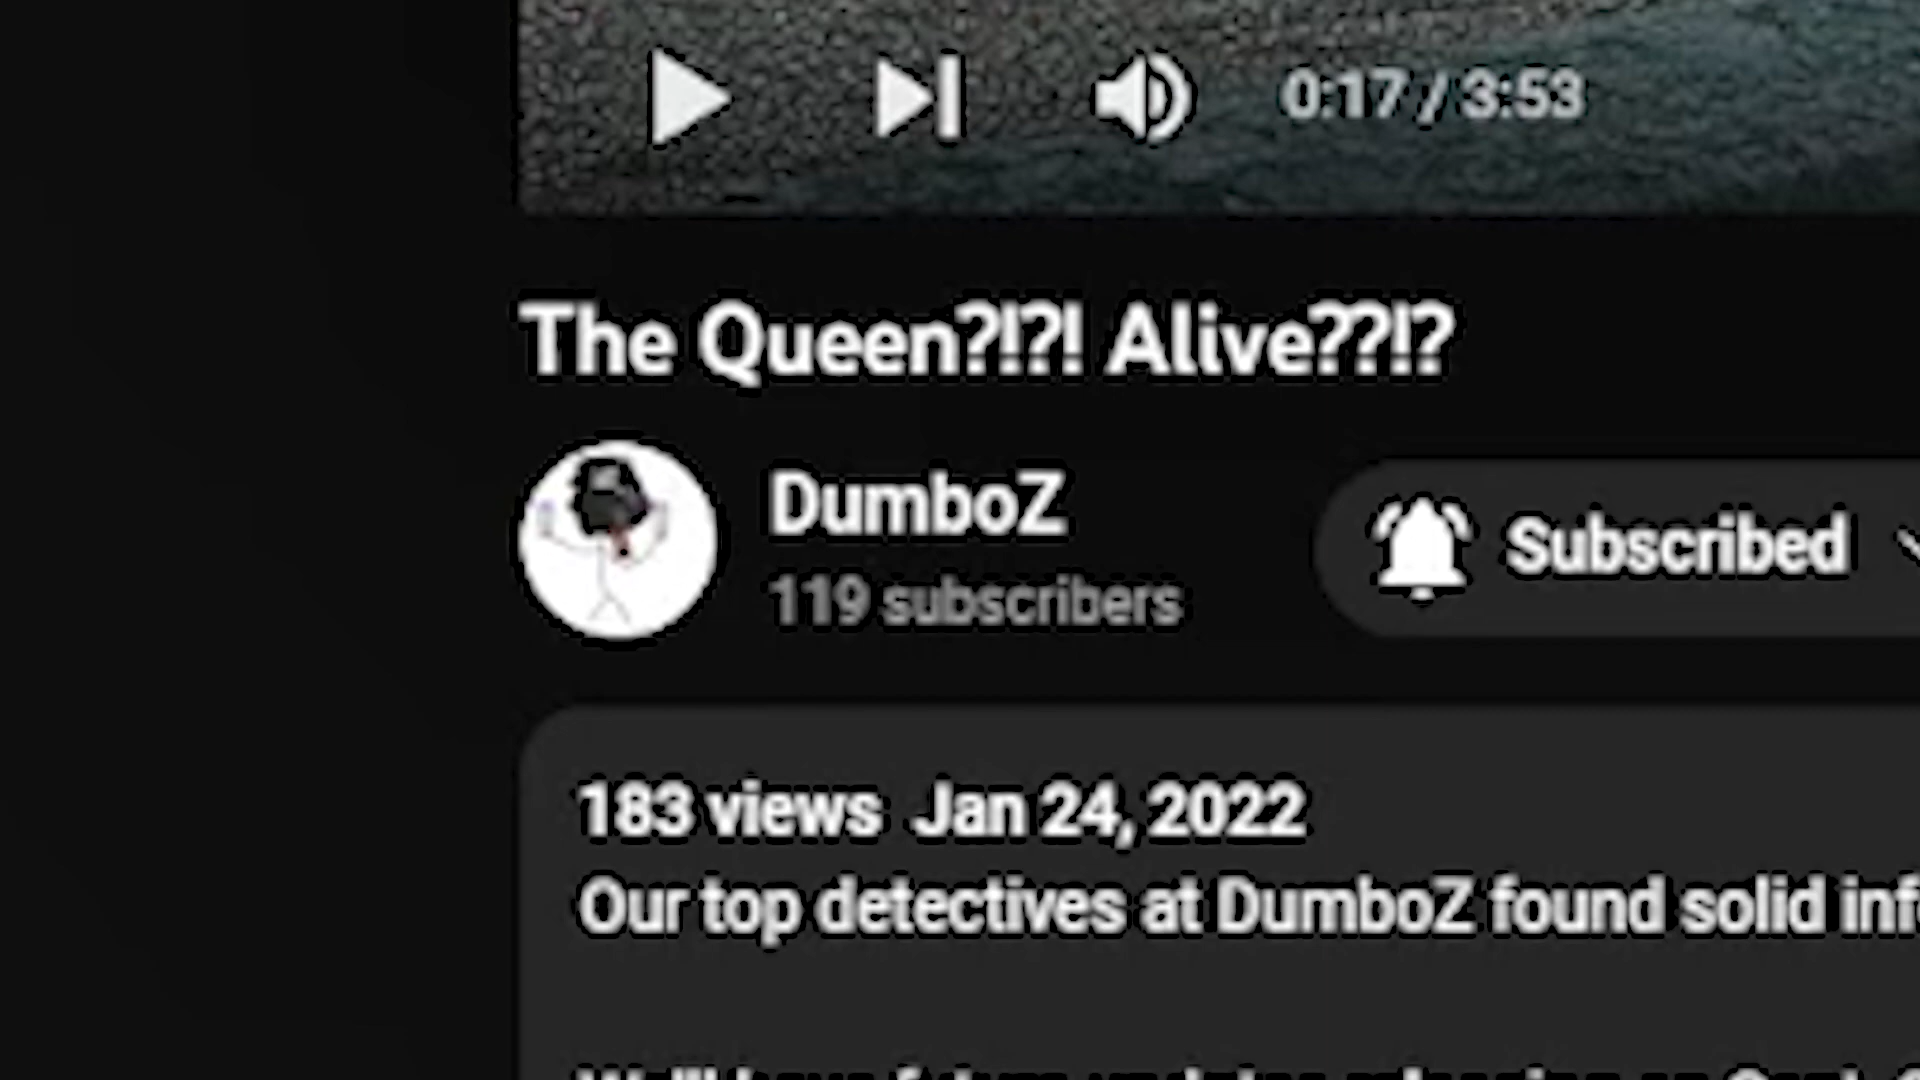 0:17 / 3:53
The Queen?!?! Alive??!?
DumboZ
119 subscribers
Subscribed
183 views Jan 24, 2022
Our top detectives at DumboZ found solid